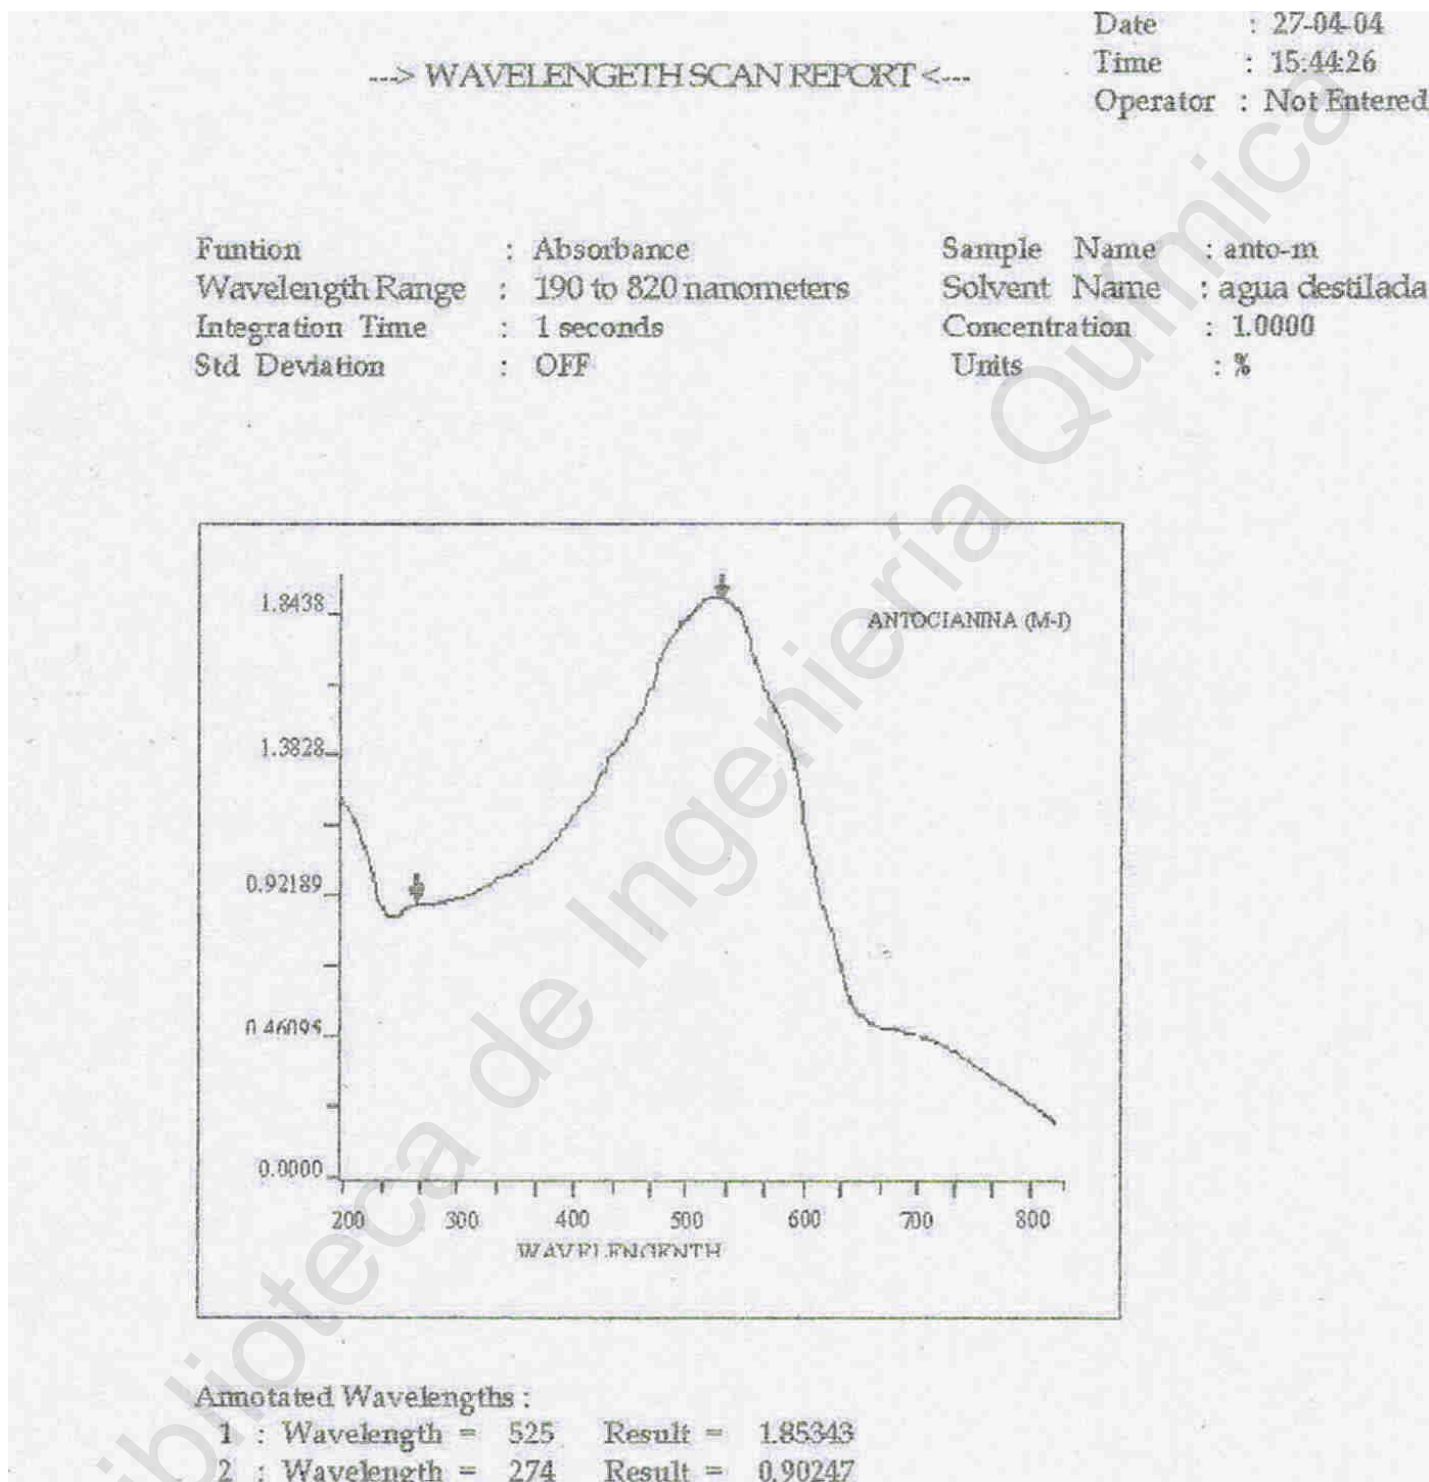 Date : 27-04-04
---> WAVELENGETH SCAN REPORT <---
Time : 15:44:26
Operator : Not Entered
Funtion : Absorbance
Wavelength Range : 190 to 820 nanometers
Integration Time : 1 seconds
Std Deviation : OFF
Sample Name : anto-m
Solvent Name : agua destilada
Concentration : 1.0000
Units : %
ANTOCIANINA (M-I)
1.8438
1.3828
0.92189
0.46095
0.0000
200 300 400 500 600 700 800
WAVELENGENTH
Annotated Wavelengths :
1 : Wavelength = 525 Result = 1.85343
2 : Wavelength = 274 Result = 0.90247
Biblioteca de Ingeniería Química